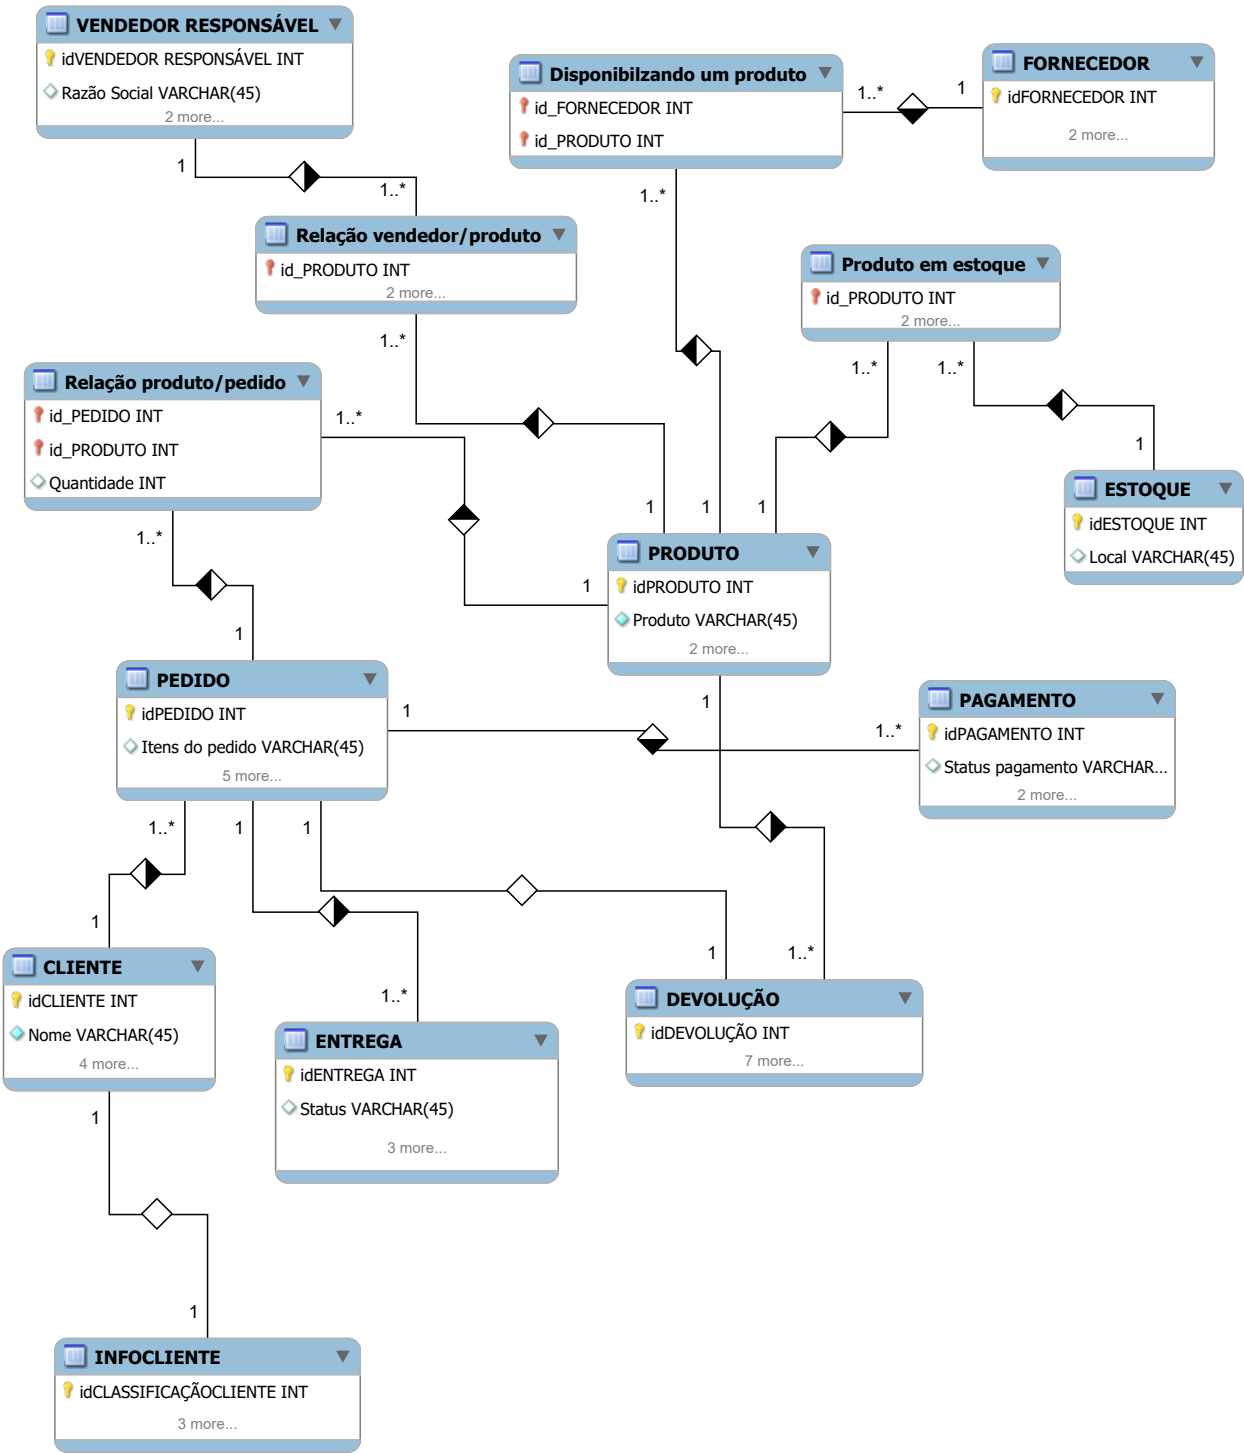 VENDEDOR RESPONSÁVEL
idVENDEDOR RESPONSÁVEL INT
Razão Social VARCHAR(45)
2 more...
1
1..*
Disponibilzando um produto
id_FORNECEDOR INT
id_PRODUTO INT
1..*
1
1..*
FORNECEDOR
idFORNECEDOR INT
2 more...
Relação vendedor/produto
id_PRODUTO INT
2 more...
1..*
Produto em estoque
id_PRODUTO INT
2 more...
1..*
1..*
1
Relação produto/pedido
id_PEDIDO INT
id_PRODUTO INT
Quantidade INT
1..*
1..*
ESTOQUE
idESTOQUE INT
Local VARCHAR(45)
1
1
1
1
PRODUTO
idPRODUTO INT
Produto VARCHAR(45)
2 more...
1
1
PEDIDO
idPEDIDO INT
Itens do pedido VARCHAR(45)
5 more...
1
1..*
PAGAMENTO
idPAGAMENTO INT
Status pagamento VARCHAR...
2 more...
1..*
1
1
1
1
1..*
1..*
CLIENTE
idCLIENTE INT
Nome VARCHAR(45)
4 more...
1
ENTREGA
idENTREGA INT
Status VARCHAR(45)
3 more...
DEVOLUÇÃO
idDEVOLUÇÃO INT
7 more...
1
1
INFOCLIENTE
idCLASSIFICAÇÃOCLIENTE INT
3 more...